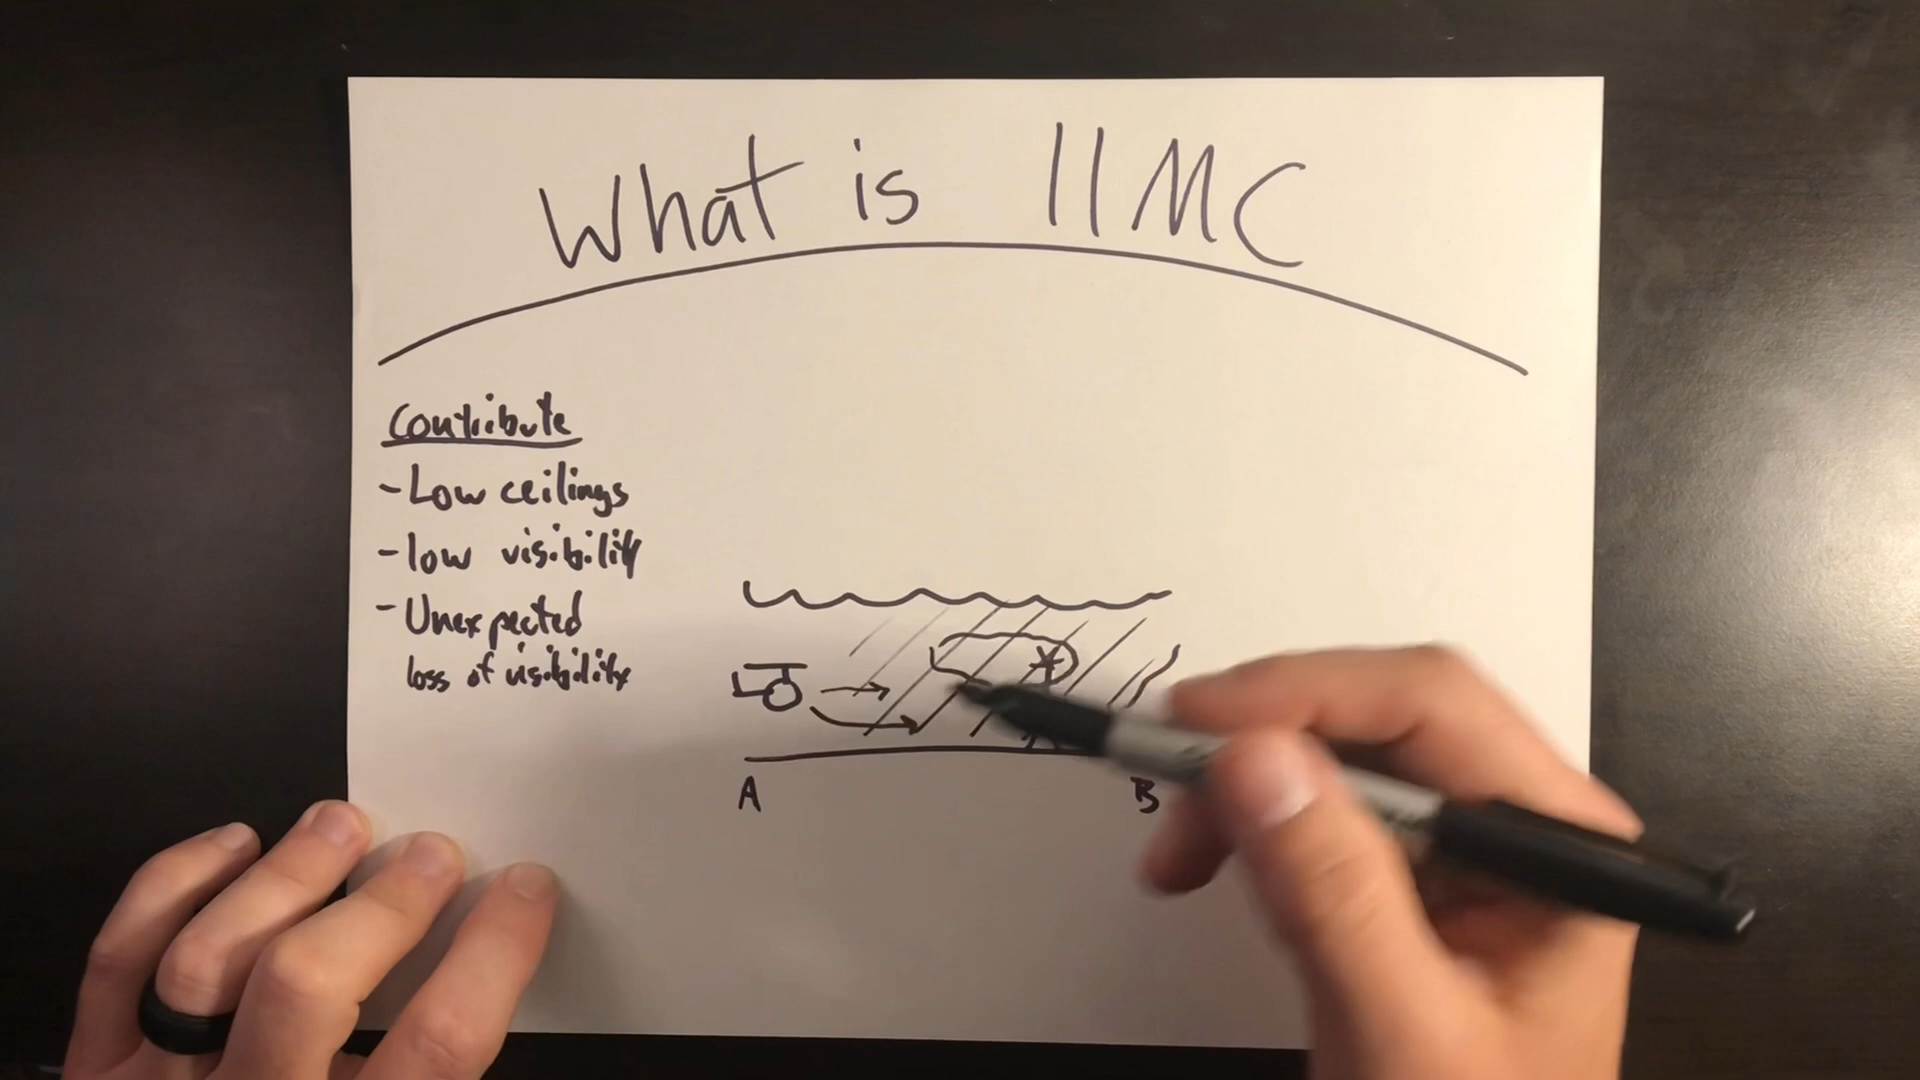 What is IIMC
Contribute
- Low ceilings
- low visibility
- Unexpected
loss of visibility
A
B